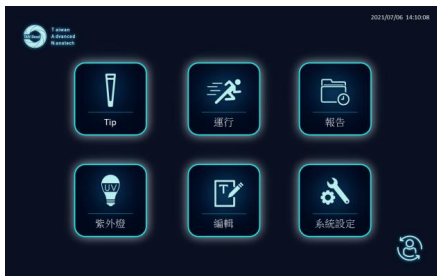 2021/07/06 14:10:08
Taiwan
Advanced
Nanotech
Tip
運行
報告
UV
紫外燈
T
編輯
系統設定